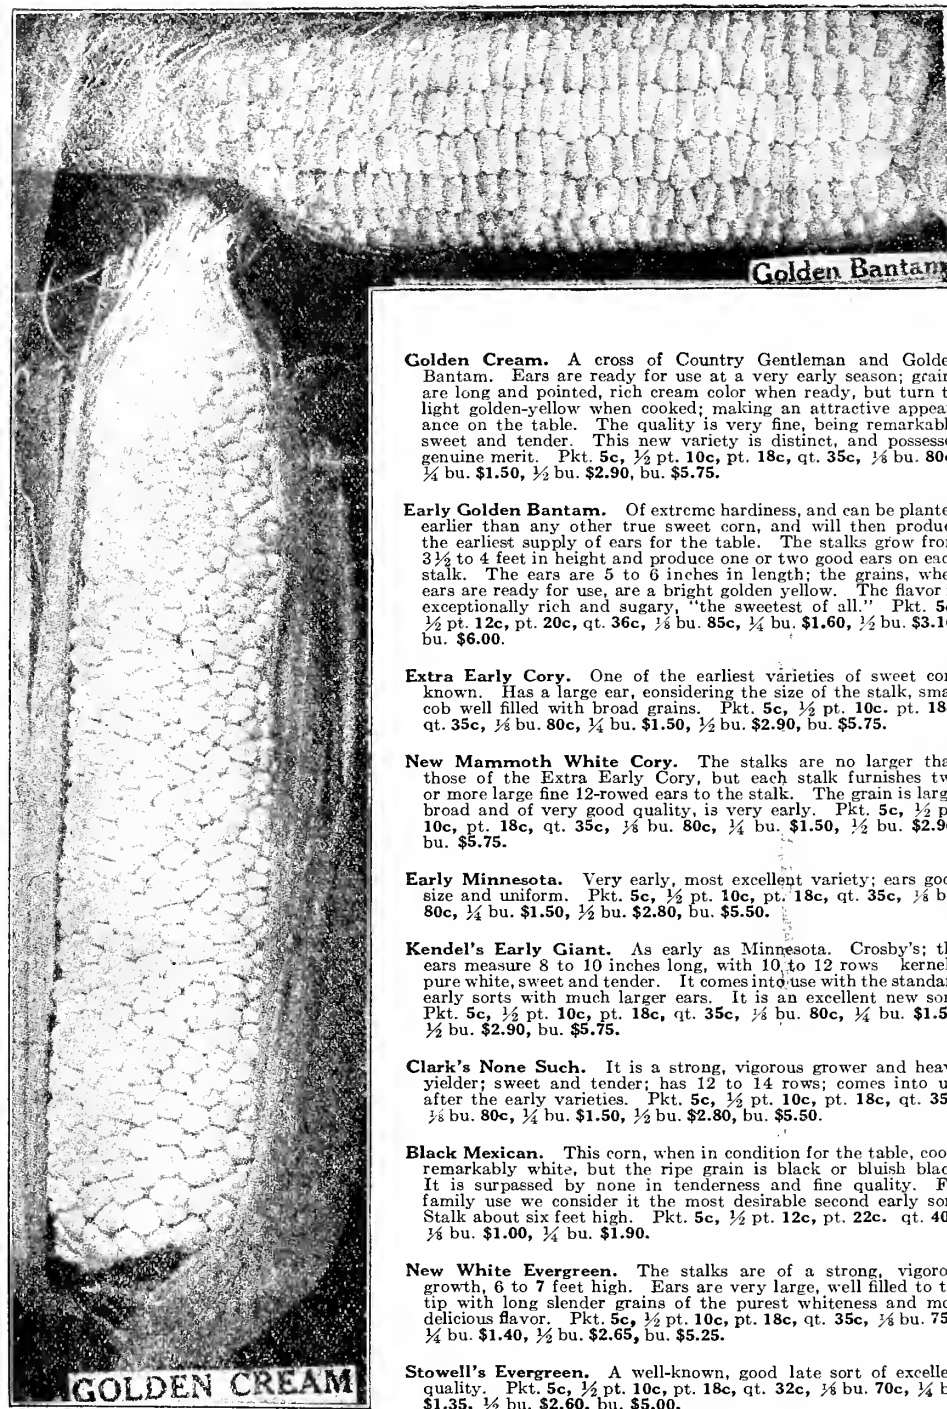 Golden Bantam
Golden Cream. A cross of Country Gentleman and Golde
Bantam. Ears are ready for use at a very early season; grain
are long and pointed, rich cream color when ready, but turn t
light golden-yellow when cooked; making an attractive appea
ance on the table. The quality is very fine, being remarkabl
sweet and tender. This new variety is distinct, and possesse
genuine merit. Pkt. 5c, ½ pt. 10c, pt. 18c, qt. 35c, ⅛ bu. 80c
¼ bu. $1.50, ½ bu. $2.90, bu. $5.75.
Early Golden Bantam. Of extreme hardiness, and can be plante
earlier than any other true sweet corn, and will then produc
the earliest supply of ears for the table. The stalks grow fro
3½ to 4 feet in height and produce one or two good ears on eac
stalk. The ears are 5 to 6 inches in length; the grains, whe
ears are ready for use, are a bright golden yellow. The flavor
exceptionally rich and sugary, "the sweetest of all." Pkt. 5
½ pt. 12c, pt. 20c, qt. 36c, ⅛ bu. 85c, ¼ bu. $1.60, ½ bu. $3.1
bu. $6.00.
Extra Early Cory. One of the earliest varieties of sweet cor
known. Has a large ear, eonsidering the size of the stalk, sma
cob well filled with broad grains. Pkt. 5c, ½ pt. 10c. pt. 18
qt. 35c, ⅛ bu. 80c, ¼ bu. $1.50, ½ bu. $2.90, bu. $5.75.
New Mammoth White Cory. The stalks are no larger tha
those of the Extra Early Cory, but each stalk furnishes tw
or more large fine 12-rowed ears to the stalk. The grain is larg
broad and of very good quality, is very early. Pkt. 5c, ½ p
10c, pt. 18c, qt. 35c, ⅛ bu. 80c, ¼ bu. $1.50, ½ bu. $2.9
bu. $5.75.
Early Minnesota. Very early, most excellent variety; ears goo
size and uniform. Pkt. 5c, ½ pt. 10c, pt. 18c, qt. 35c, ⅛ b
80c, ¼ bu. $1.50, ½ bu. $2.80, bu. $5.50.
Kendel's Early Giant. As early as Minnesota. Crosby's; th
ears measure 8 to 10 inches long, with 10 to 12 rows kernel
pure white, sweet and tender. It comes into use with the standar
early sorts with much larger ears. It is an excellent new sor
Pkt. 5c, ½ pt. 10c, pt. 18c, qt. 35c, ⅛ bu. 80c, ¼ bu. $1.5
½ bu. $2.90, bu. $5.75.
Clark's None Such. It is a strong, vigorous grower and heav
yielder; sweet and tender; has 12 to 14 rows; comes into u
after the early varieties. Pkt. 5c, ½ pt. 10c, pt. 18c, qt. 35
⅛ bu. 80c, ¼ bu. $1.50, ½ bu. $2.80, bu. $5.50.
Black Mexican. This corn, when in condition for the table, coo
remarkably white, but the ripe grain is black or bluish blac
It is surpassed by none in tenderness and fine quality. F
family use we consider it the most desirable second early sor
Stalk about six feet high. Pkt. 5c, ½ pt. 12c, pt. 22c. qt. 40
⅛ bu. $1.00, ¼ bu. $1.90.
New White Evergreen. The stalks are of a strong, vigoro
growth, 6 to 7 feet high. Ears are very large, well filled to t
tip with long slender grains of the purest whiteness and mo
delicious flavor. Pkt. 5c, ½ pt. 10c, pt. 18c, qt. 35c, ⅛ bu. 75
¼ bu. $1.40, ½ bu. $2.65, bu. $5.25.
Stowell's Evergreen. A well-known, good late sort of excelle
quality. Pkt. 5c, ½ pt. 10c, pt. 18c, qt. 32c, ⅛ bu. 70c, ¼ b
$1.35, ½ bu. $2.60, bu. $5.00.
GOLDEN CREAM